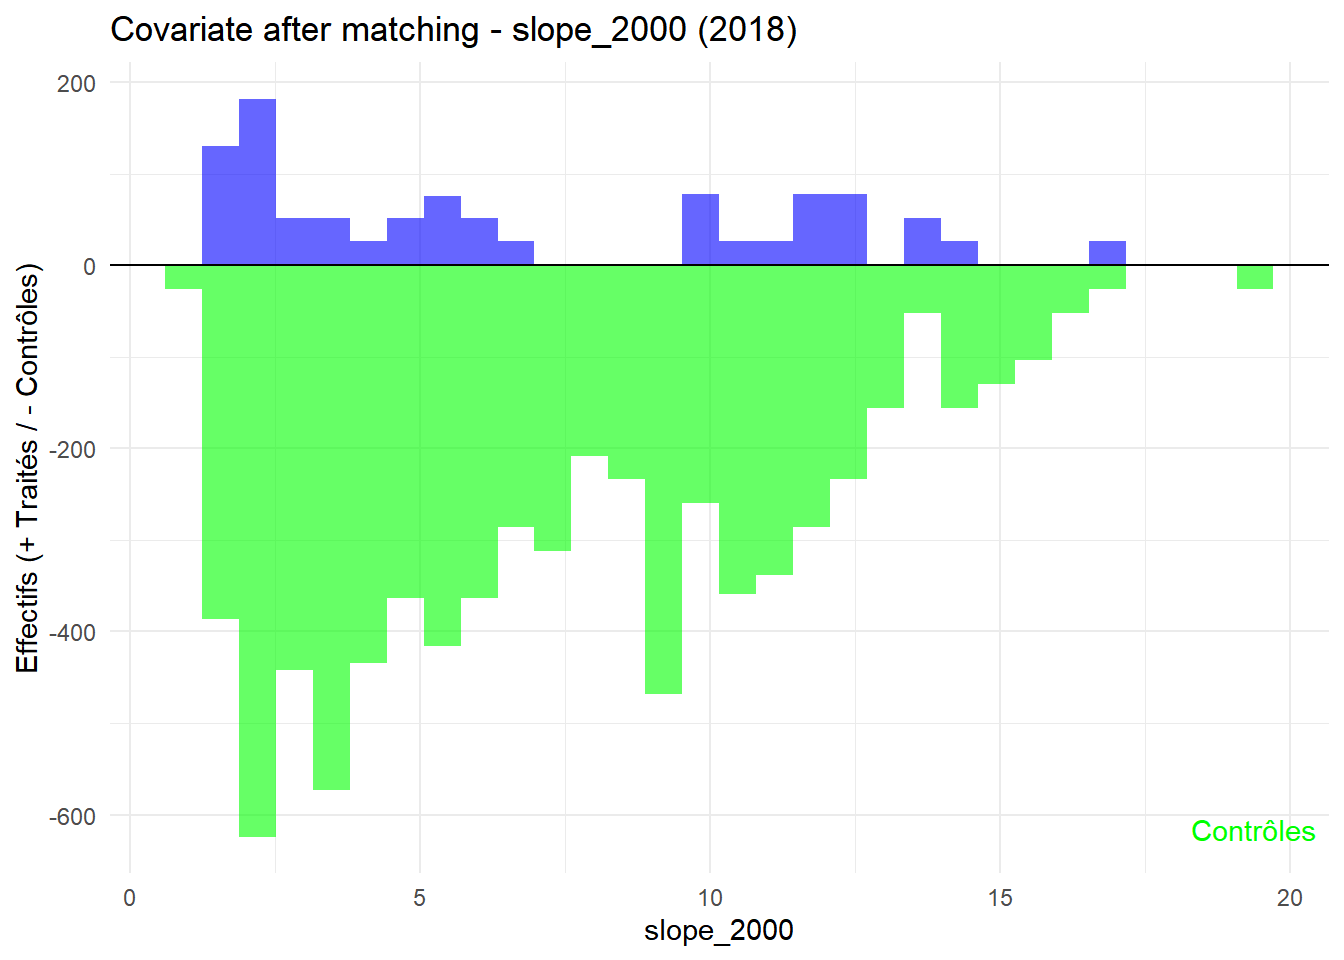 Covariate after matching - slope_2000 (2018)
Effectifs (+ Traités / - Contrôles)
200
0
-200
-400
-600
Contrôles
0 5 10 15 20
slope_2000